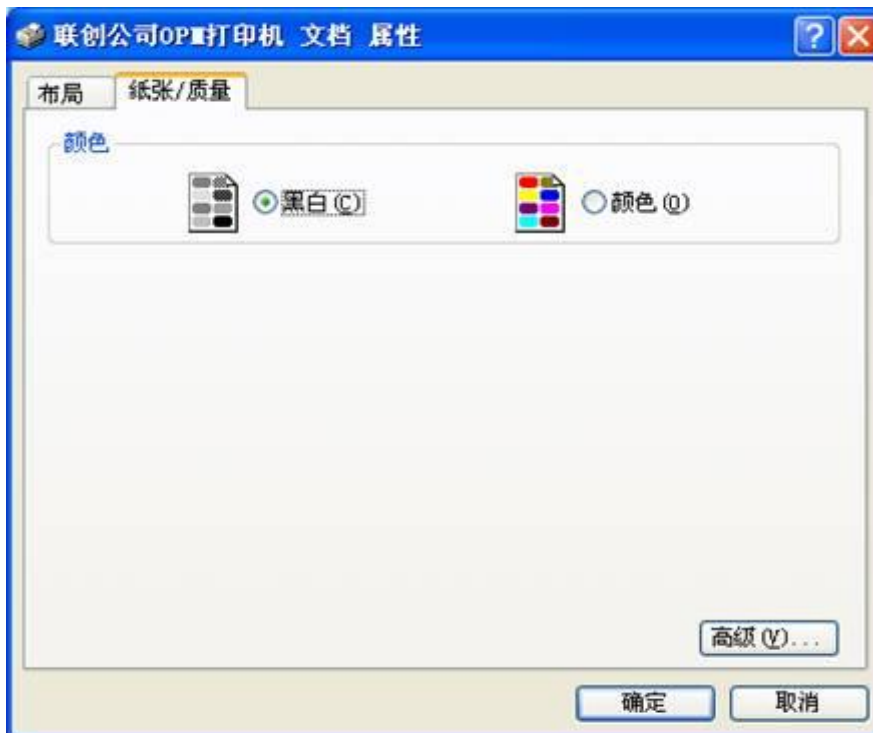 联创公司OPM打印机 文档 属性
布局 纸张/质量
颜色
黑白(C) 颜色(O)
高级(V)...
确定 取消